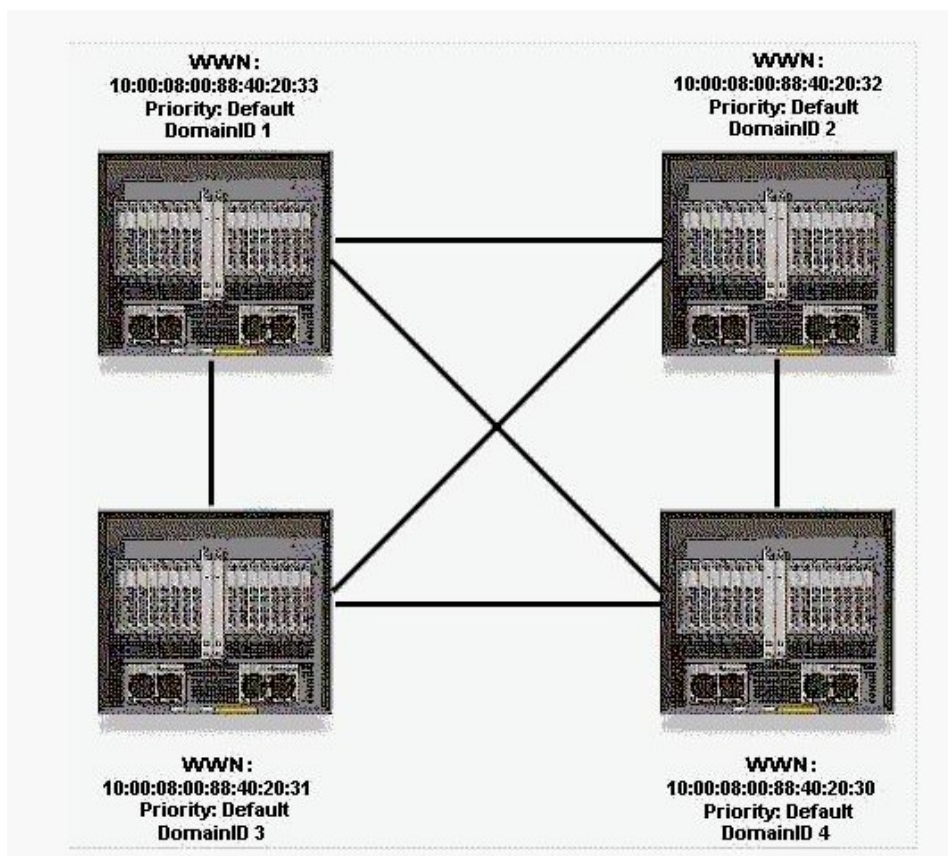 WWN:
10:00:08:00:88:40:20:33
Priority: Default
DomainID 1
WWN:
10:00:08:00:88:40:20:32
Priority: Default
DomainID 2
WWN:
10:00:08:00:88:40:20:31
Priority: Default
DomainID 3
WWN:
10:00:08:00:88:40:20:30
Priority: Default
DomainID 4